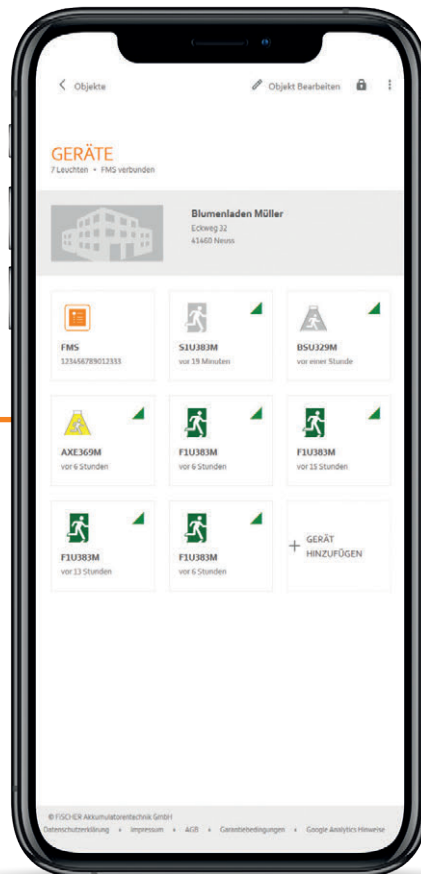 Objekte
Objekt Bearbeiten
GERÄTE
7 Leuchten • FMS verbunden
Blumenladen Müller
Eckweg 32
41460 Neuss
FMS
123456789012333
S1U383M
vor 19 Minuten
BSU329M
vor einer Stunde
AXE369M
vor 6 Stunden
F1U383M
vor 6 Stunden
F1U383M
vor 15 Stunden
F1U383M
vor 13 Stunden
F1U383M
vor 6 Stunden
+ GERÄT
HINZUFÜGEN
© FISCHER Akkumulatorentechnik GmbH
Datenschutzerklärung • Impressum • AGB • Garantiebedingungen • Google Analytics Hinweise